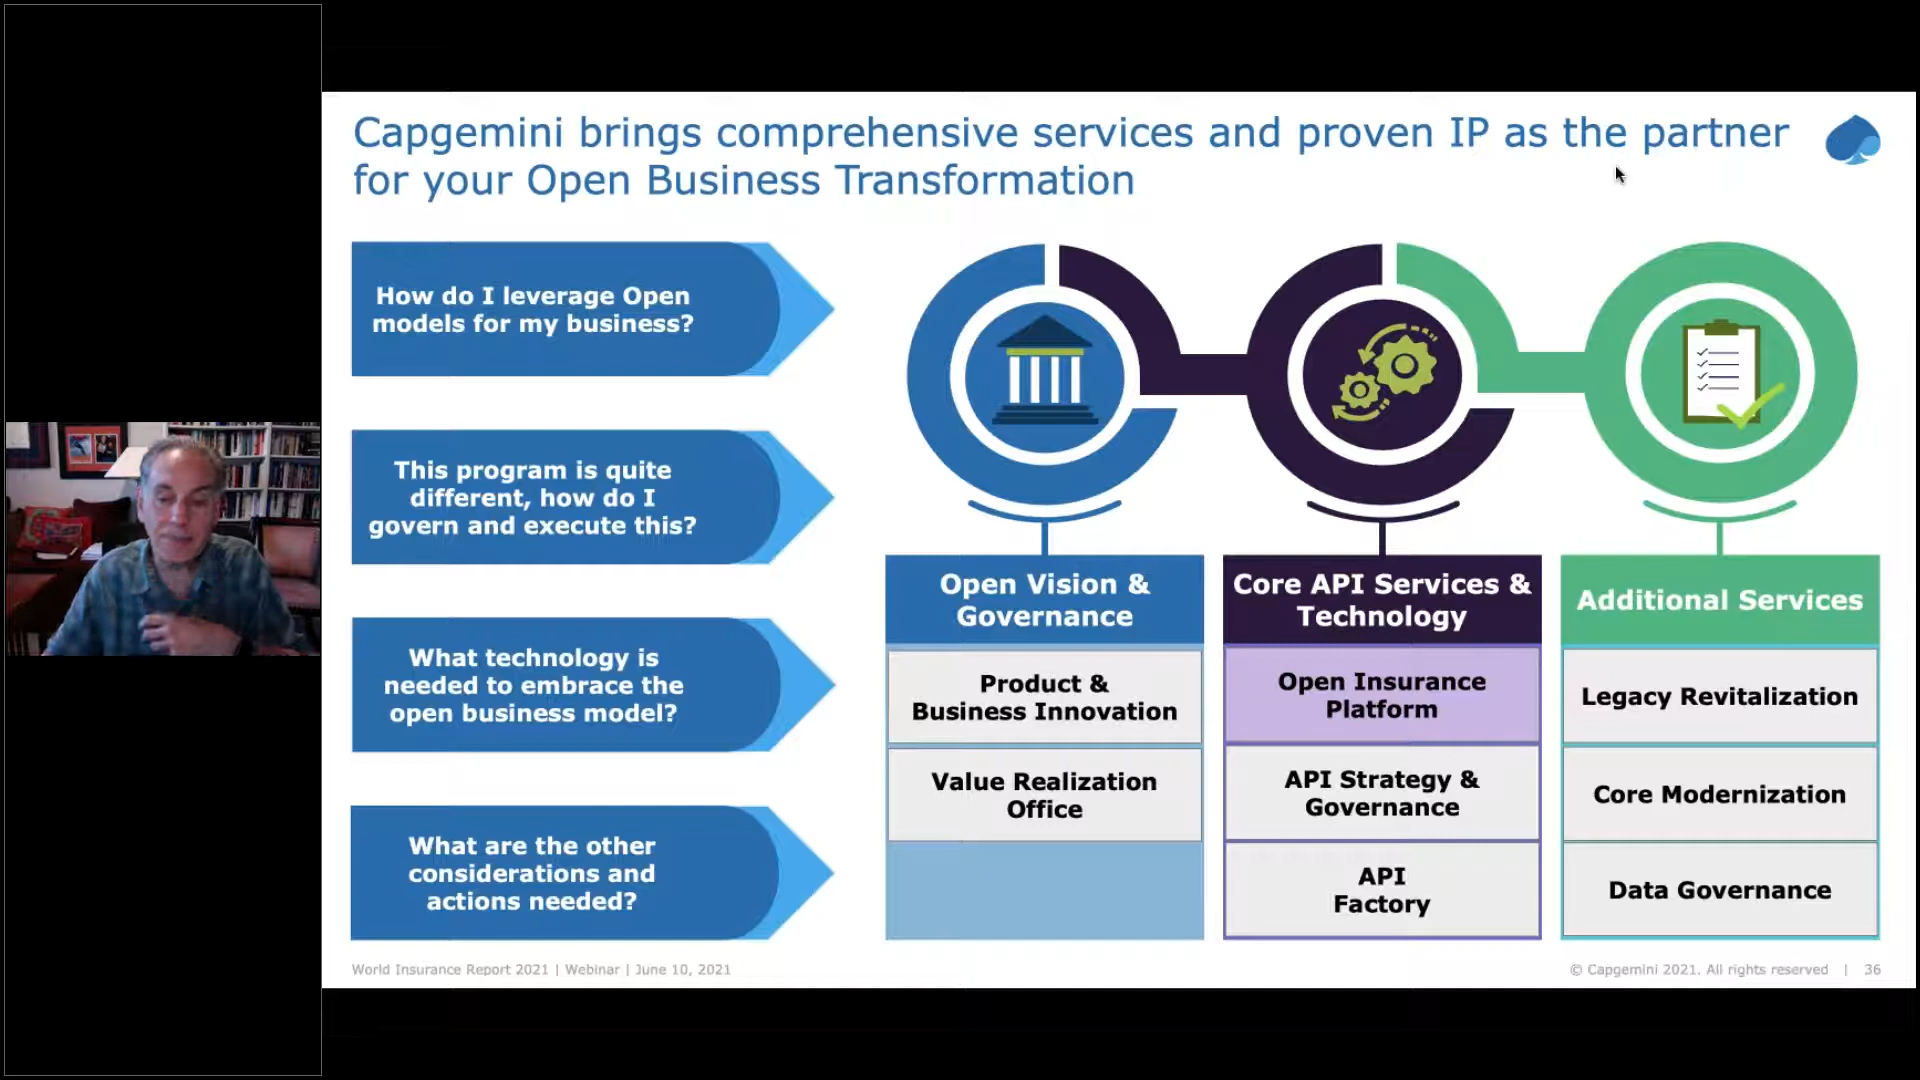 Capgemini brings comprehensive services and proven IP as the partner
for your Open Business Transformation
How do I leverage Open
models for my business?
This program is quite
different, how do I
govern and execute this?
What technology is
needed to embrace the
open business model?
What are the other
considerations and
actions needed?
Open Vision &
Governance
Product &
Business Innovation
Value Realization
Office
Core API Services &
Technology
Open Insurance
Platform
API Strategy &
Governance
API
Factory
Additional Services
Legacy Revitalization
Core Modernization
Data Governance
World Insurance Report 2021 | Webinar | June 10, 2021
© Capgemini 2021. All rights reserved | 36